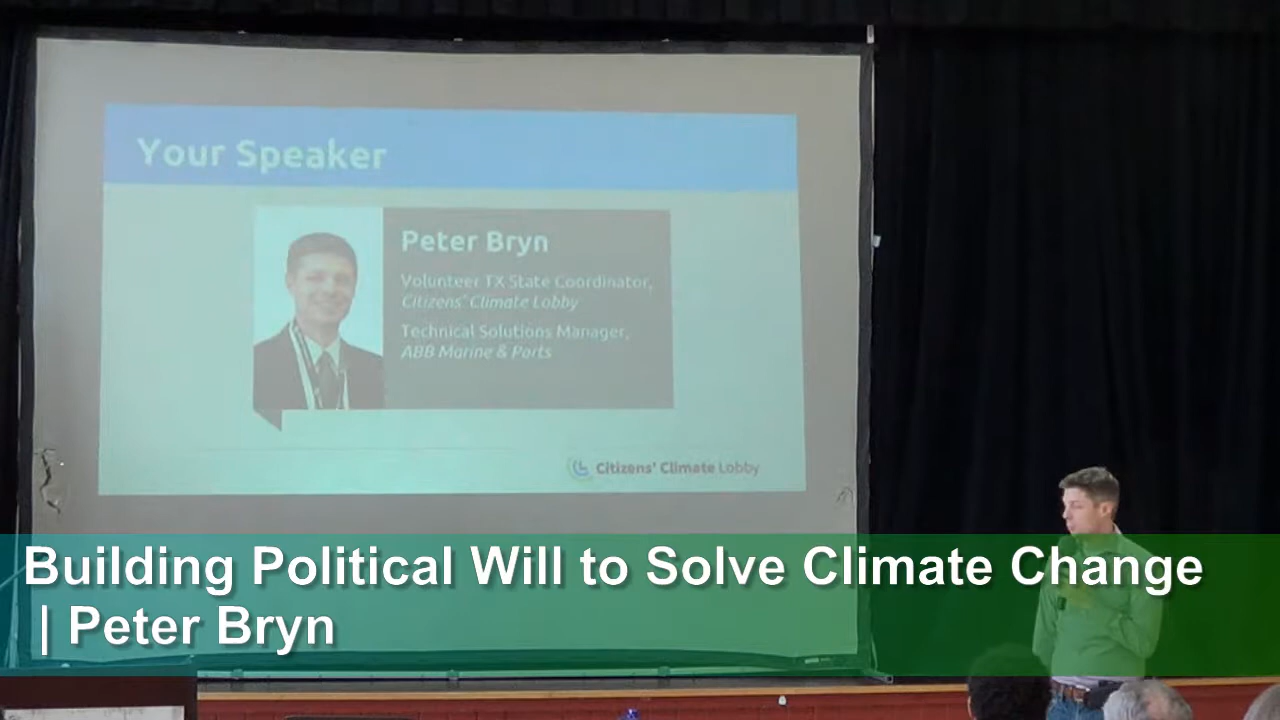 Your Speaker
Peter Bryn
Volunteer TX State Coordinator,
Citizens' Climate Lobby
Technical Solutions Manager,
ABB Marine & Ports
Citizens' Climate Lobby
Building Political Will to Solve Climate Change
| Peter Bryn